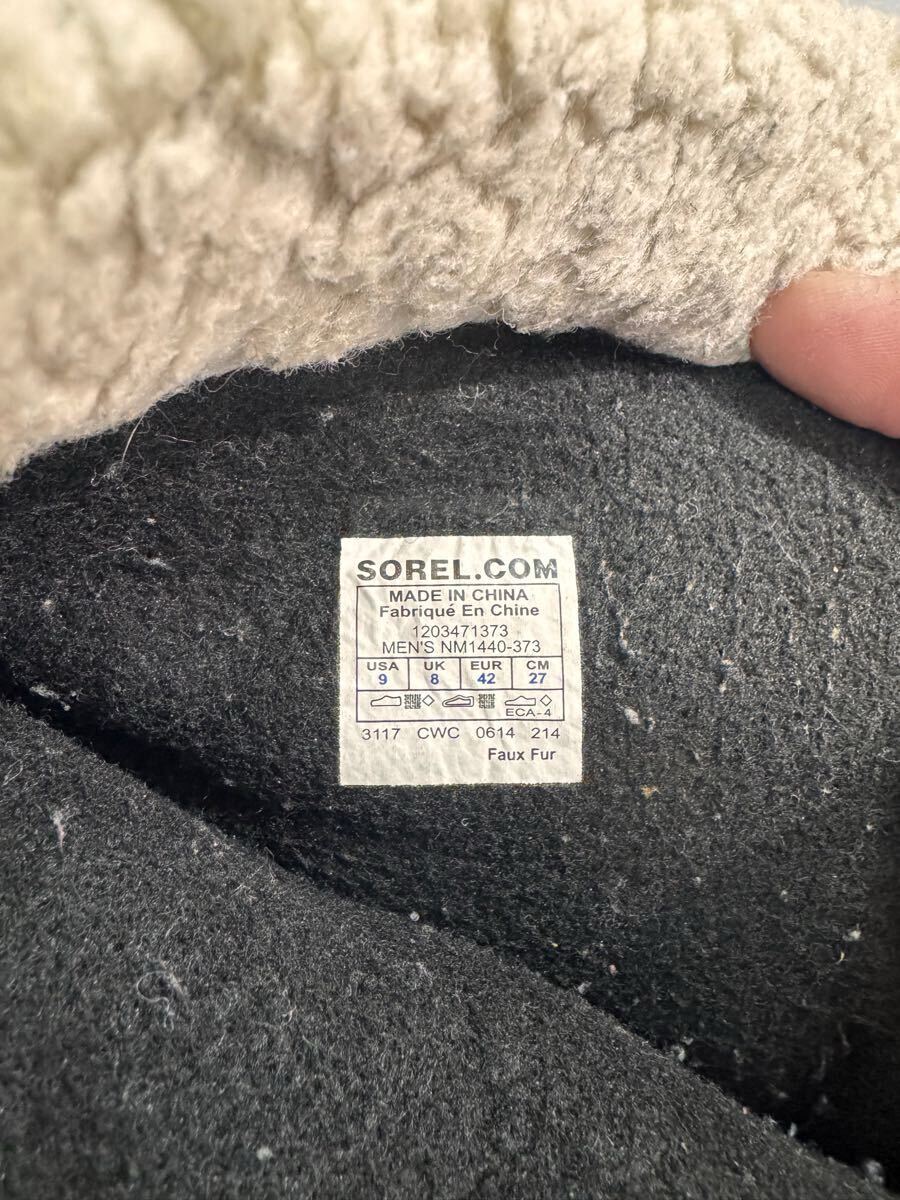 SOREL.COM
MADE IN CHINA
Fabriqué En Chine
1203471373
MEN'S NM1440-373
USA UK EUR CM
9 8 42 27
ECA-4
3117 CWC 0614 214
Faux Fur